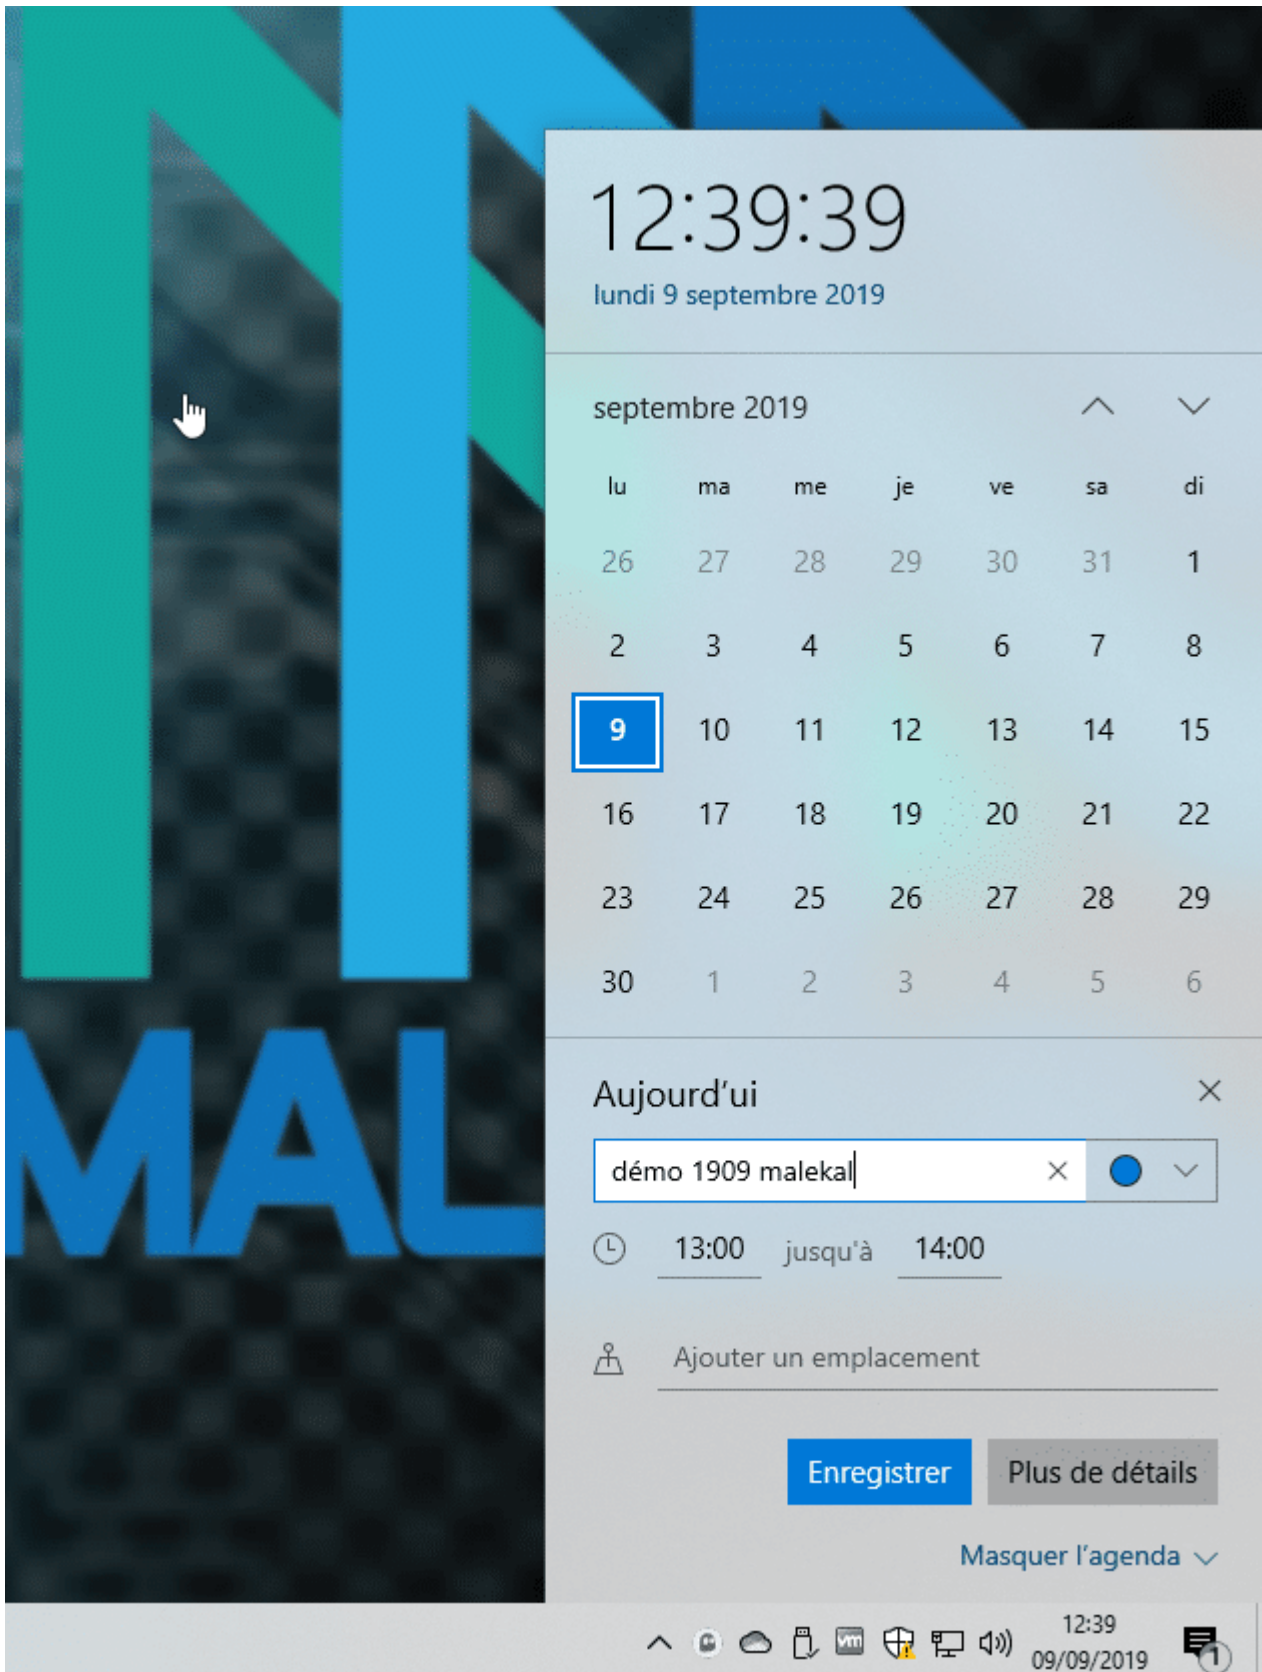 12:39:39
lundi 9 septembre 2019
septembre 2019
lu ma me je ve sa di
26 27 28 29 30 31 1
2 3 4 5 6 7 8
9 10 11 12 13 14 15
16 17 18 19 20 21 22
23 24 25 26 27 28 29
30 1 2 3 4 5 6
MAL
Aujourd’ui
démo 1909 malekal
13:00 jusqu'à 14:00
Ajouter un emplacement
Enregistrer Plus de détails
Masquer l’agenda
vm
12:39
09/09/2019
1